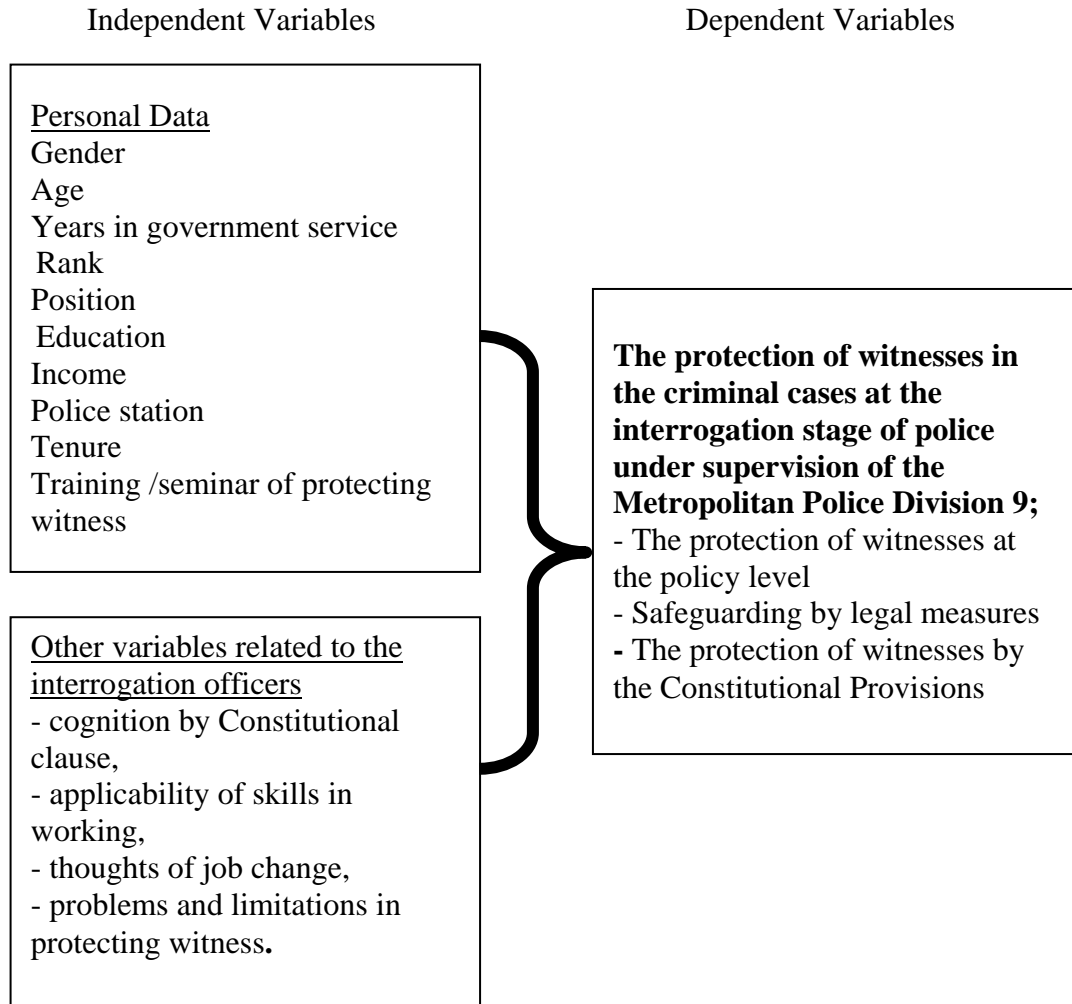 Independent Variables
Dependent Variables
Personal Data
Gender
Age
Years in government service
Rank
Position
Education
Income
Police station
Tenure
Training /seminar of protecting
witness
Other variables related to the
interrogation officers
- cognition by Constitutional
clause,
- applicability of skills in
working,
- thoughts of job change,
- problems and limitations in
protecting witness.
The protection of witnesses in
the criminal cases at the
interrogation stage of police
under supervision of the
Metropolitan Police Division 9;
- The protection of witnesses at
the policy level
- Safeguarding by legal measures
- The protection of witnesses by
the Constitutional Provisions